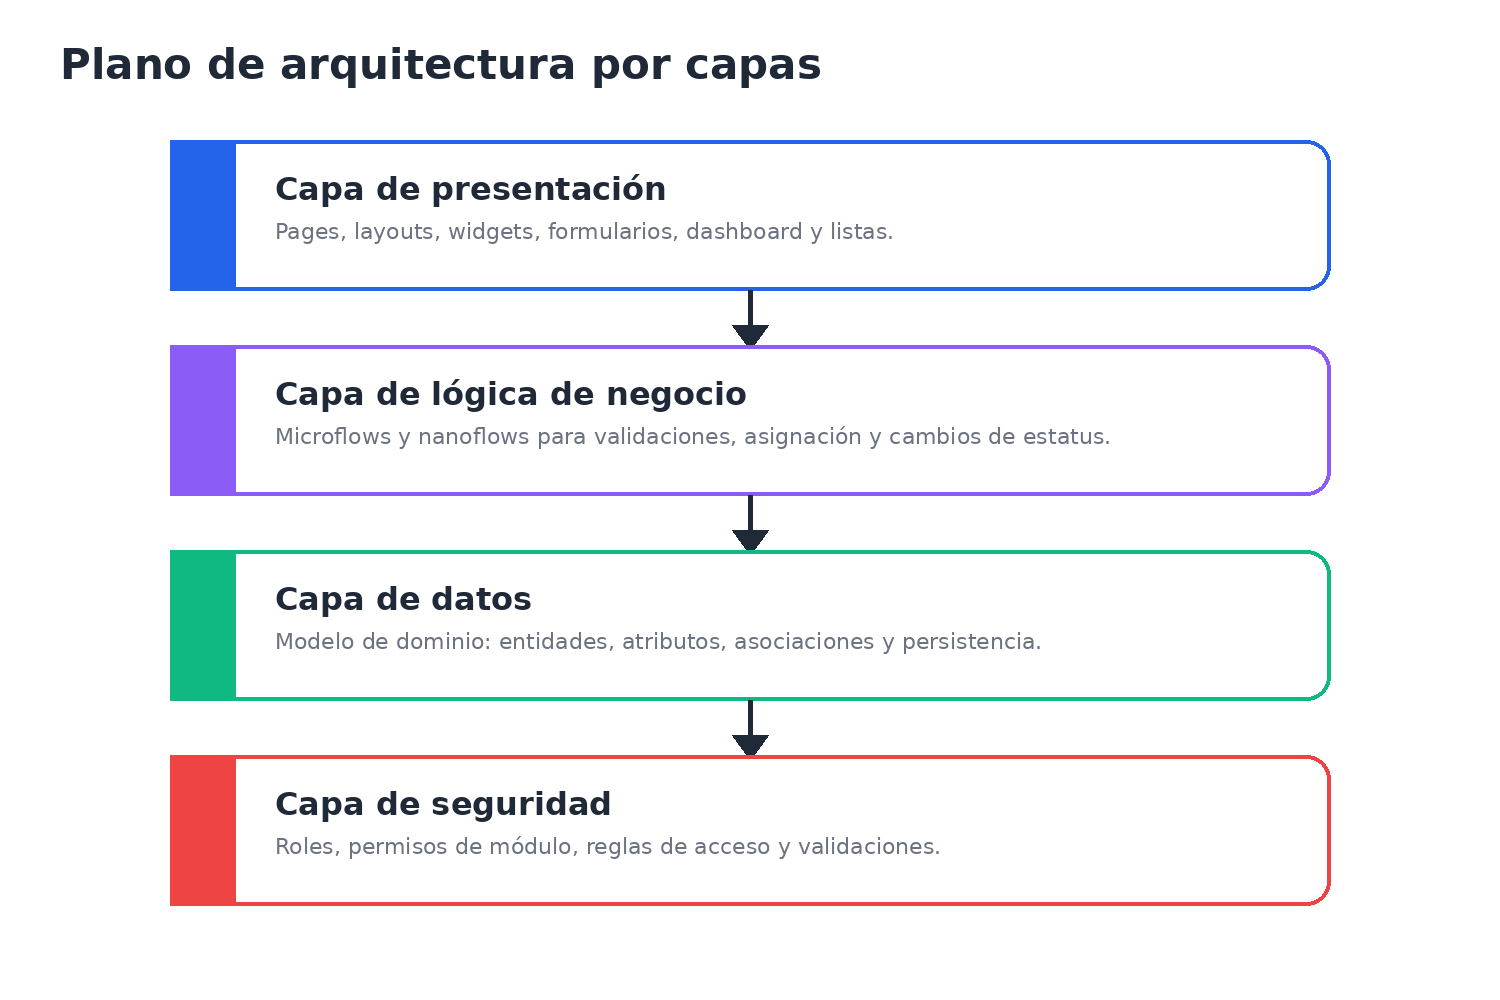 Plano de arquitectura por capas
Capa de presentación
Pages, layouts, widgets, formularios, dashboard y listas.
Capa de lógica de negocio
Microflows y nanoflows para validaciones, asignación y cambios de estatus.
Capa de datos
Modelo de dominio: entidades, atributos, asociaciones y persistencia.
Capa de seguridad
Roles, permisos de módulo, reglas de acceso y validaciones.